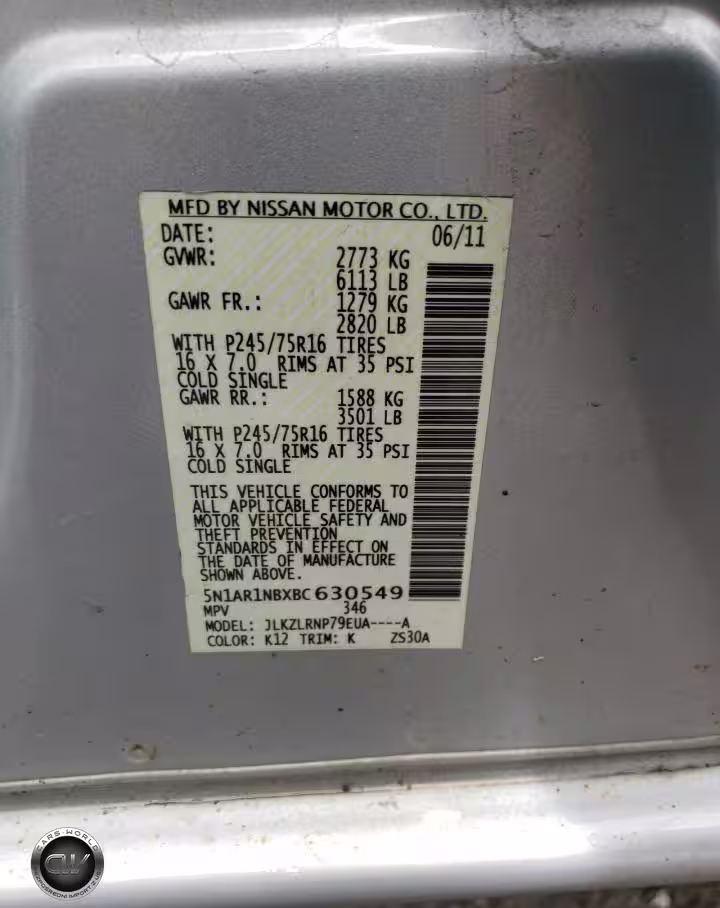 MFD BY NISSAN MOTOR CO., LTD.
DATE: 06/11
GVWR: 2773 KG
6113 LB
GAWR FR.: 1279 KG
2820 LB
WITH P245/75R16 TIRES
16 X 7.0 RIMS AT 35 PSI
COLD SINGLE
GAWR RR.: 1588 KG
3501 LB
WITH P245/75R16 TIRES
16 X 7.0 RIMS AT 35 PSI
COLD SINGLE
THIS VEHICLE CONFORMS TO
ALL APPLICABLE FEDERAL
MOTOR VEHICLE SAFETY AND
THEFT PREVENTION
STANDARDS IN EFFECT ON
THE DATE OF MANUFACTURE
SHOWN ABOVE.
5N1AR1NBXBC630549
MPV 346
MODEL: JLKZLRNP79EUA----A
COLOR: K12 TRIM: K ZS30A
CARS-WORLD
CW